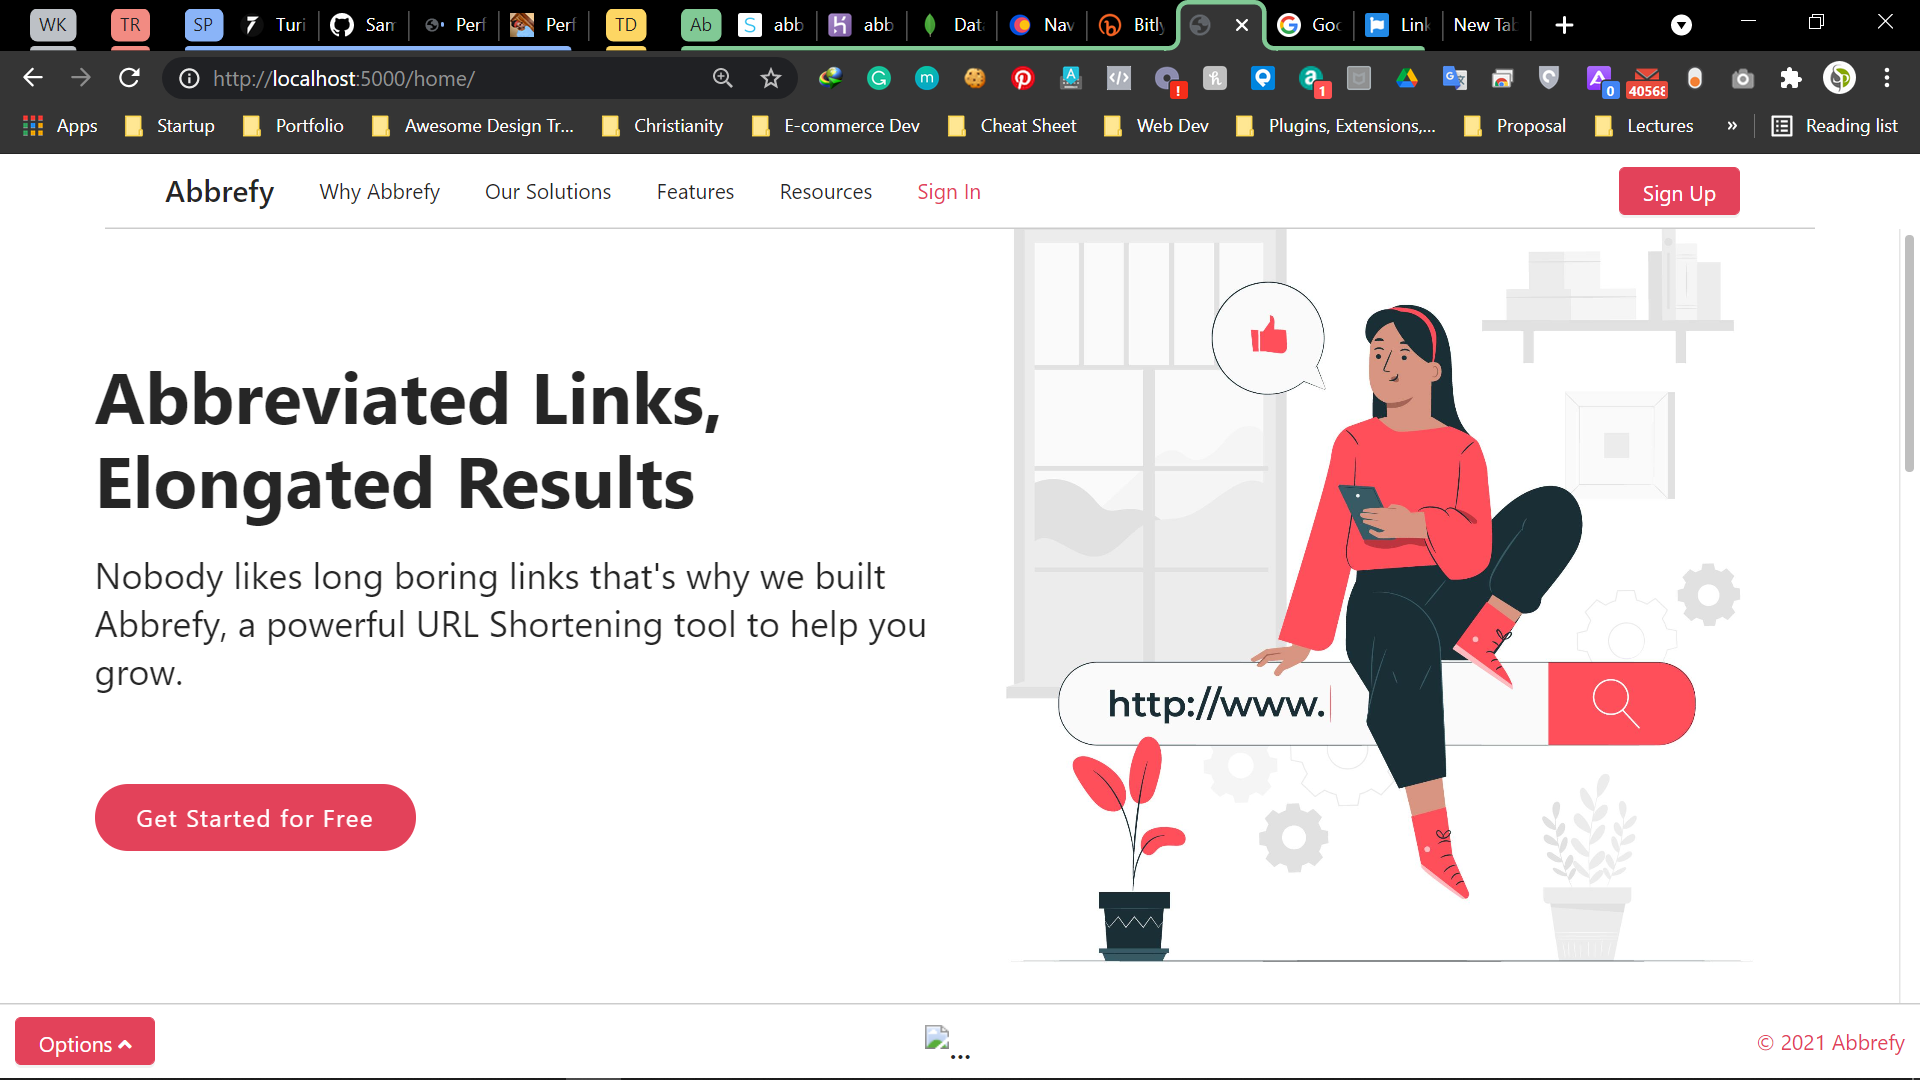 WK
TR
SP
Turi
Sam
Perf
Perf
TD
Ab
abb
abb
Data
Nav
Bitly
Goo
Link
New Tab
http://localhost:5000/home/
!
1
0
40568
Apps
Startup
Portfolio
Awesome Design Tr...
Christianity
E-commerce Dev
Cheat Sheet
Web Dev
Plugins, Extensions,...
Proposal
Lectures
»
Reading list
Abbrefy
Why Abbrefy
Our Solutions
Features
Resources
Sign In
Sign Up
Abbreviated Links,
Elongated Results
Nobody likes long boring links that's why we built
Abbrefy, a powerful URL Shortening tool to help you
grow.
http://www.
Get Started for Free
Options
...
© 2021 Abbrefy